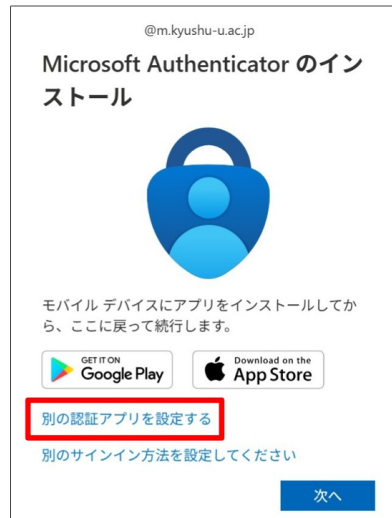 @m.kyushu-u.ac.jp
Microsoft Authenticator のイン
ストール
モバイル デバイスにアプリをインストールしてか
ら、ここに戻って続行します。
GET IT ON
Google Play
Download on the
App Store
別の認証アプリを設定する
別のサインイン方法を設定してください
次へ